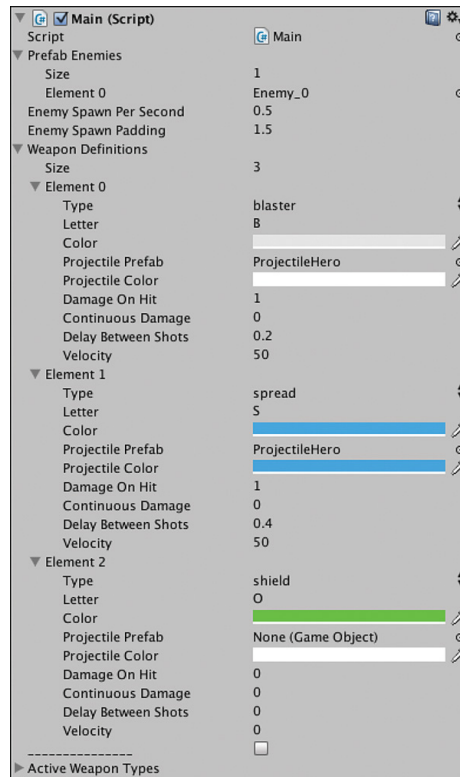 Main (Script)
Script Main
Prefab Enemies
Size 1
Element 0 Enemy_0
Enemy Spawn Per Second 0.5
Enemy Spawn Padding 1.5
Weapon Definitions
Size 3
Element 0
Type blaster
Letter B
Color
Projectile Prefab ProjectileHero
Projectile Color
Damage On Hit 1
Continuous Damage 0
Delay Between Shots 0.2
Velocity 50
Element 1
Type spread
Letter S
Color
Projectile Prefab ProjectileHero
Projectile Color
Damage On Hit 1
Continuous Damage 0
Delay Between Shots 0.4
Velocity 50
Element 2
Type shield
Letter O
Color
Projectile Prefab None (Game Object)
Projectile Color
Damage On Hit 0
Continuous Damage 0
Delay Between Shots 0
Velocity 0
_______________
Active Weapon Types